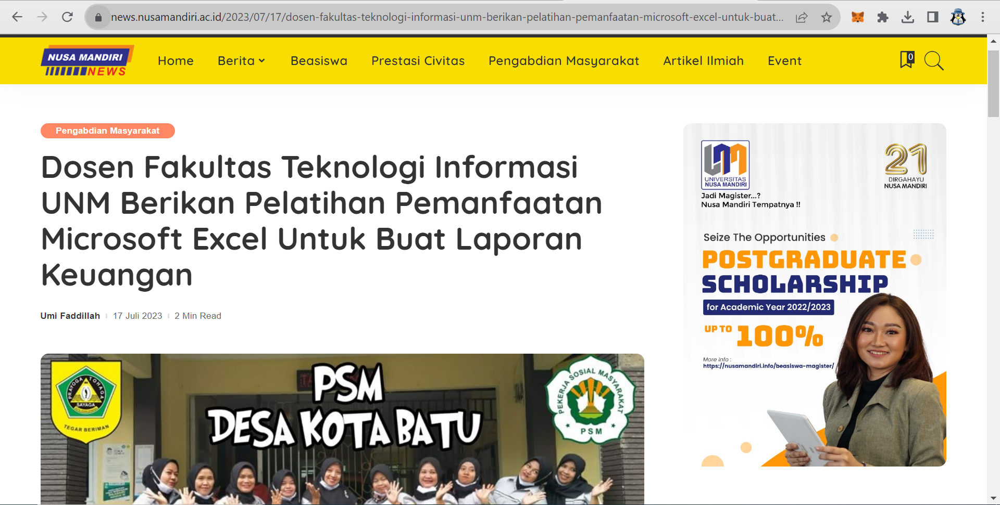 news.nusamandiri.ac.id/2023/07/17/dosen-fakultas-teknologi-informasi-unm-berikan-pelatihan-pemanfaatan-microsoft-excel-untuk-buat...
NUSA MANDIRI
NEWS
Home
Berita
Beasiswa
Prestasi Civitas
Pengabdian Masyarakat
Artikel Ilmiah
Event
0
Pengabdian Masyarakat
Dosen Fakultas Teknologi Informasi
UNM Berikan Pelatihan Pemanfaatan
Microsoft Excel Untuk Buat Laporan
Keuangan
Umi Faddillah
17 Juli 2023
2 Min Read
PRAYOGA TOHAGA
SAYAGA
TEGAR BERIMAN
PSM
DESA KOTA BATU
PEKERJA SOSIAL MASYARAKAT
PSM
UNIVERSITAS
NUSA MANDIRI
21
DIRGAHAYU
NUSA MANDIRI
Jadi Magister...?
Nusa Mandiri Tempatnya !!
Seize The Opportunities
POSTGRADUATE
SCHOLARSHIP
for Academic Year 2022/2023
UP TO 100%
More Info :
https://nusamandiri.info/beasiswa-magister/